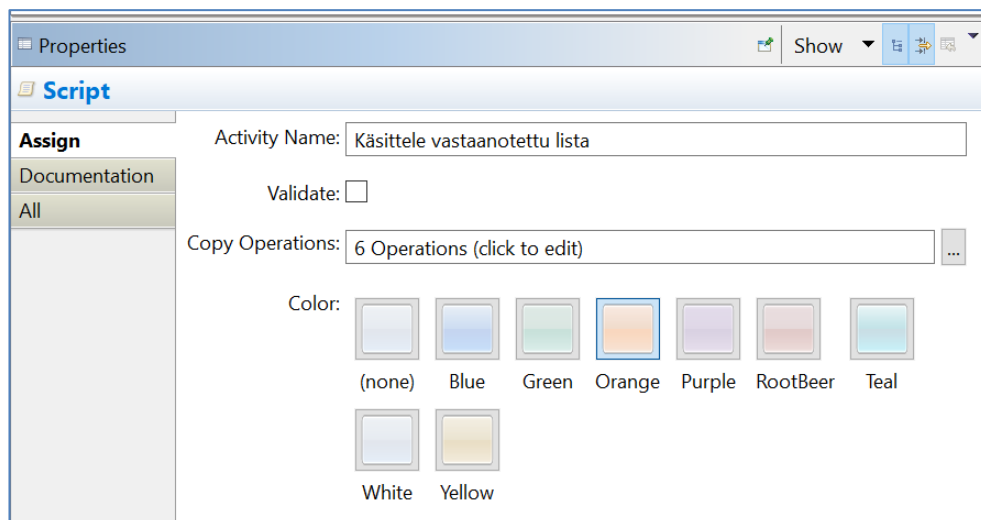 Properties
Show
Script
Assign
Documentation
All
Activity Name: Käsittele vastaanotettu lista
Validate:
Copy Operations: 6 Operations (click to edit) ...
Color:
(none) Blue Green Orange Purple RootBeer Teal
White Yellow